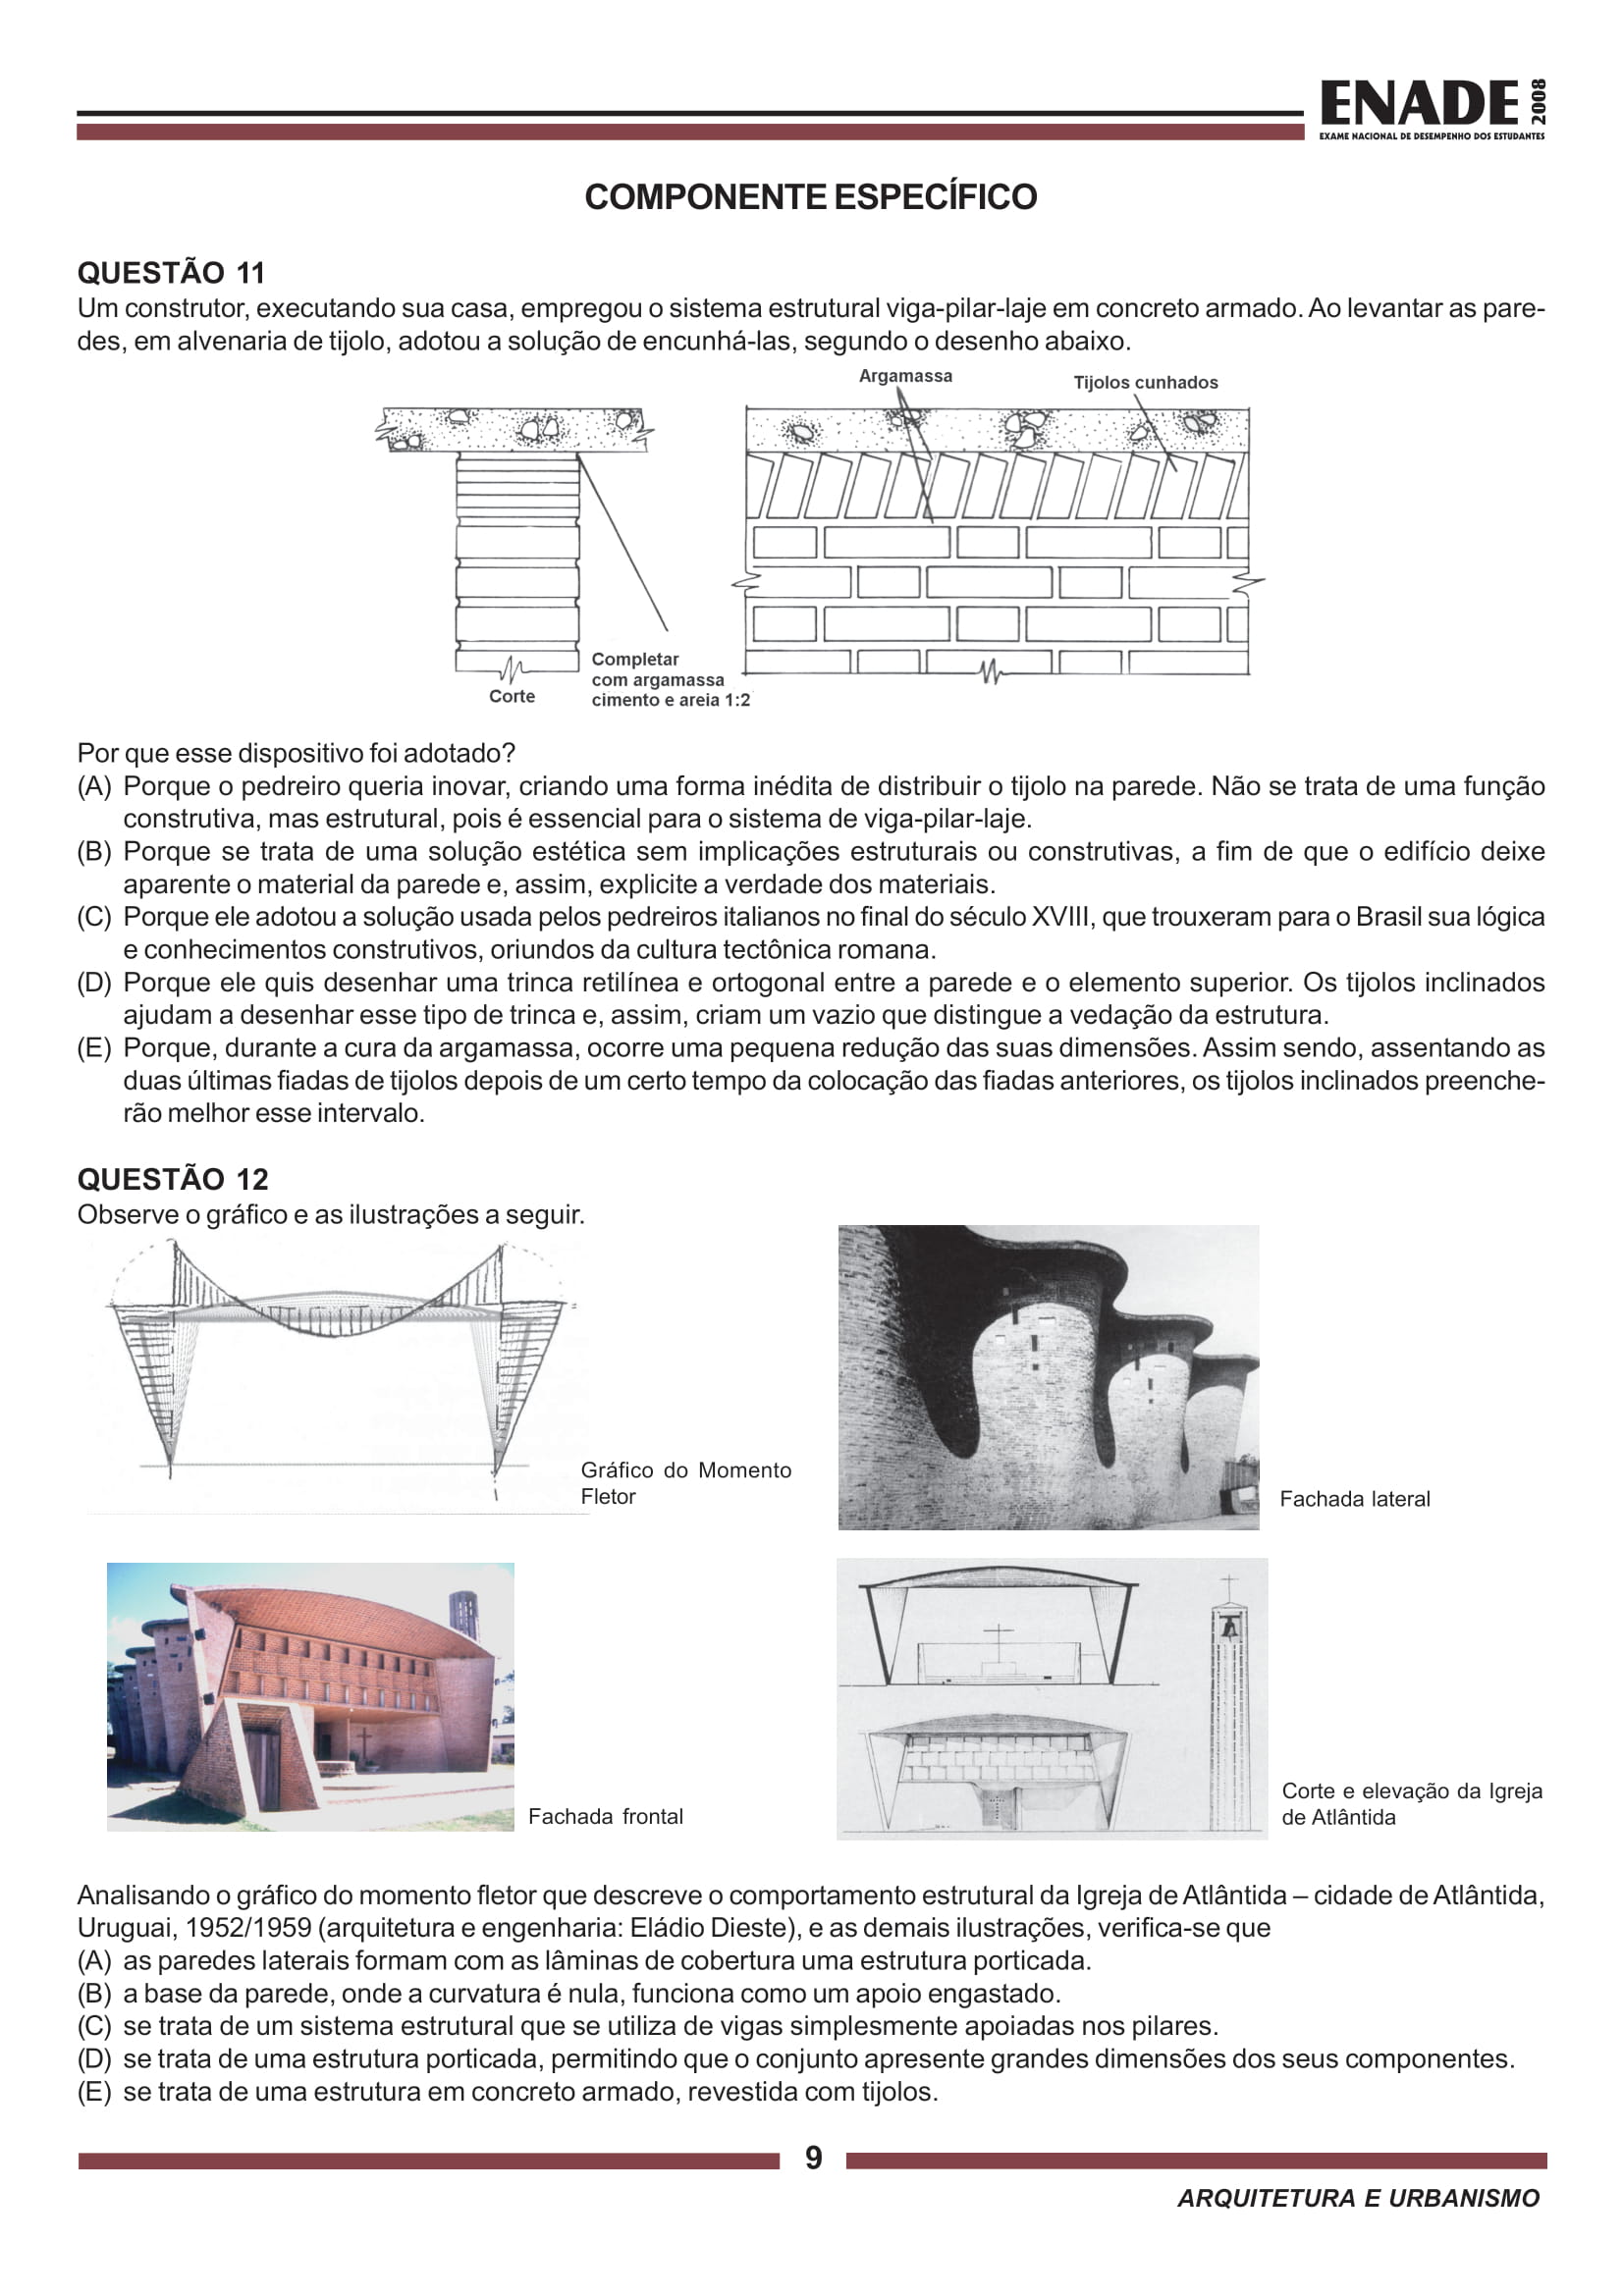 ENADE 2008
EXAME NACIONAL DE DESEMPENHO DOS ESTUDANTES
COMPONENTE ESPECÍFICO
QUESTÃO 11
Um construtor, executando sua casa, empregou o sistema estrutural viga-pilar-laje em concreto armado. Ao levantar as pare-
des, em alvenaria de tijolo, adotou a solução de encunhá-las, segundo o desenho abaixo.
Argamassa
Tijolos cunhados
Completar
com argamassa
cimento e areia 1:2
Corte
Por que esse dispositivo foi adotado?
(A) Porque o pedreiro queria inovar, criando uma forma inédita de distribuir o tijolo na parede. Não se trata de uma função
construtiva, mas estrutural, pois é essencial para o sistema de viga-pilar-laje.
(B) Porque se trata de uma solução estética sem implicações estruturais ou construtivas, a fim de que o edifício deixe
aparente o material da parede e, assim, explicite a verdade dos materiais.
(C) Porque ele adotou a solução usada pelos pedreiros italianos no final do século XVIII, que trouxeram para o Brasil sua lógica
e conhecimentos construtivos, oriundos da cultura tectônica romana.
(D) Porque ele quis desenhar uma trinca retilínea e ortogonal entre a parede e o elemento superior. Os tijolos inclinados
ajudam a desenhar esse tipo de trinca e, assim, criam um vazio que distingue a vedação da estrutura.
(E) Porque, durante a cura da argamassa, ocorre uma pequena redução das suas dimensões. Assim sendo, assentando as
duas últimas fiadas de tijolos depois de um certo tempo da colocação das fiadas anteriores, os tijolos inclinados preenche-
rão melhor esse intervalo.
QUESTÃO 12
Observe o gráfico e as ilustrações a seguir.
Gráfico do Momento
Fletor
Fachada lateral
Fachada frontal
Corte e elevação da Igreja
de Atlântida
Analisando o gráfico do momento fletor que descreve o comportamento estrutural da Igreja de Atlântida – cidade de Atlântida,
Uruguai, 1952/1959 (arquitetura e engenharia: Eládio Dieste), e as demais ilustrações, verifica-se que
(A) as paredes laterais formam com as lâminas de cobertura uma estrutura porticada.
(B) a base da parede, onde a curvatura é nula, funciona como um apoio engastado.
(C) se trata de um sistema estrutural que se utiliza de vigas simplesmente apoiadas nos pilares.
(D) se trata de uma estrutura porticada, permitindo que o conjunto apresente grandes dimensões dos seus componentes.
(E) se trata de uma estrutura em concreto armado, revestida com tijolos.
9
ARQUITETURA E URBANISMO